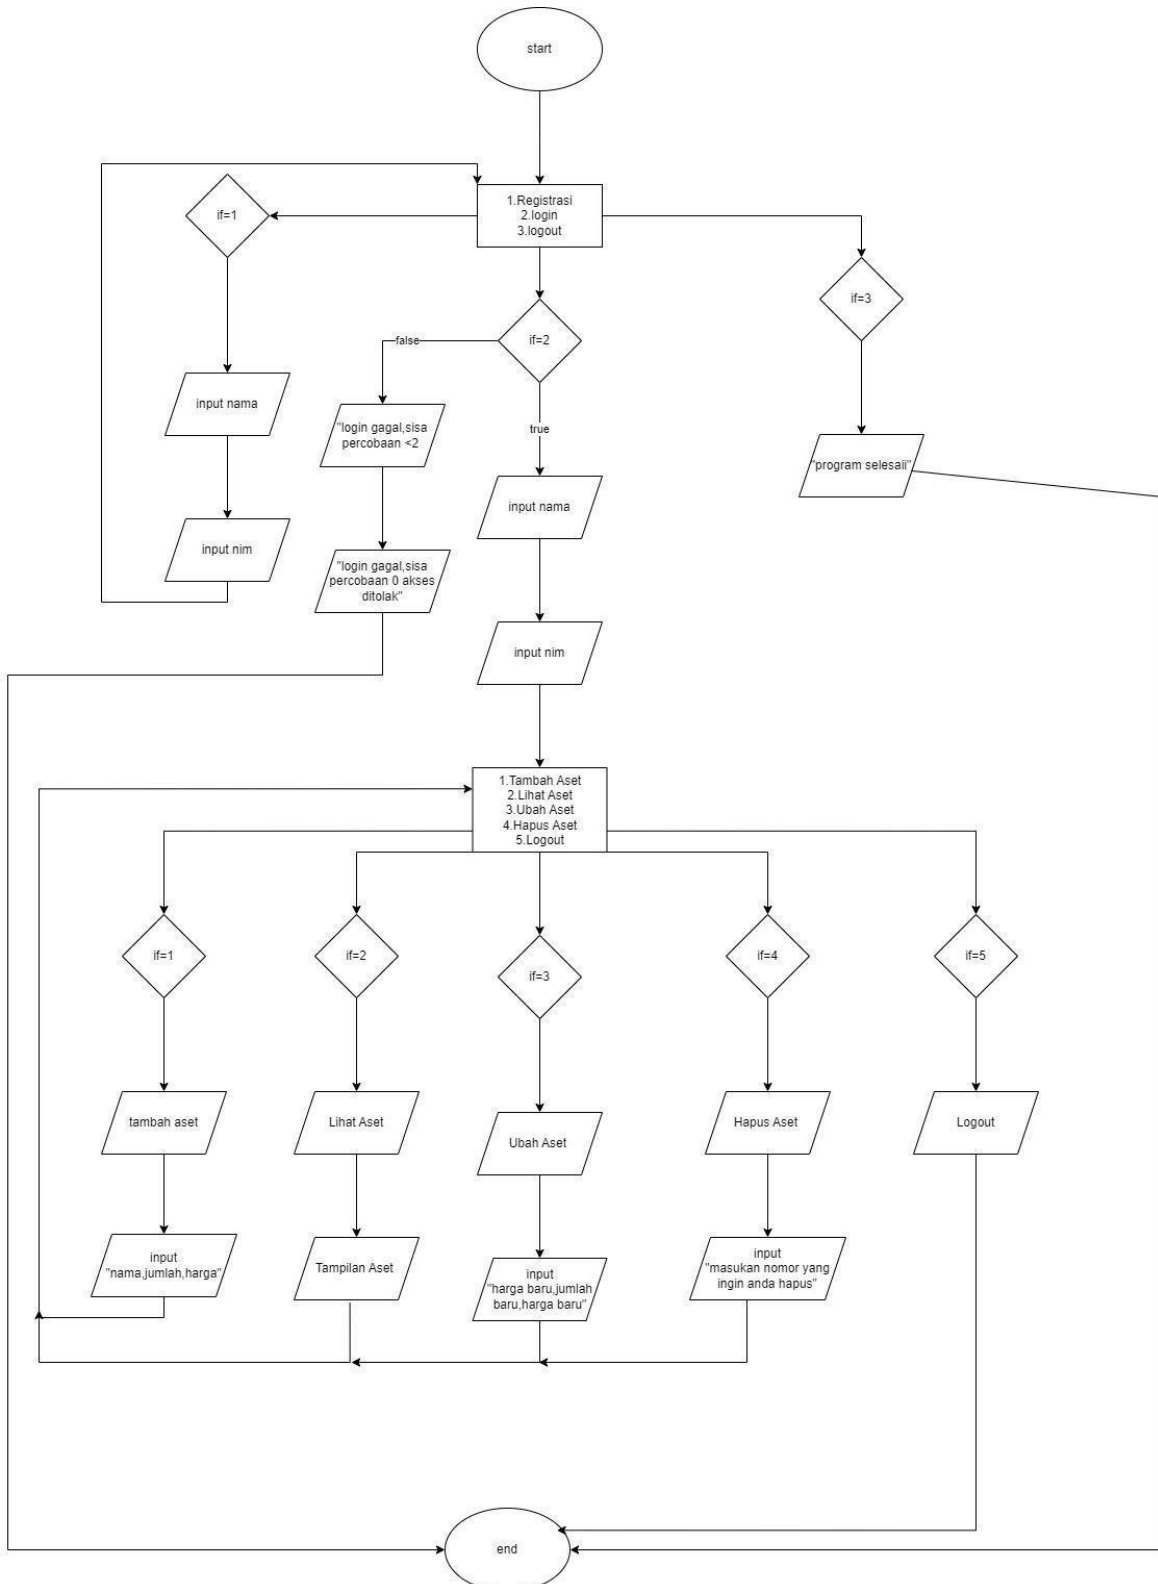 start
1.Registrasi
2.login
3.logout
if=1
if=3
if=2
false
true
input nama
"login gagal,sisa
percobaan <2
"program selesaii"
input nama
input nim
"login gagal,sisa
percobaan 0 akses
ditolak"
input nim
1.Tambah Aset
2.Lihat Aset
3.Ubah Aset
4.Hapus Aset
5.Logout
if=1
if=2
if=3
if=4
if=5
tambah aset
Lihat Aset
Ubah Aset
Hapus Aset
Logout
input
"nama,jumlah,harga"
Tampilan Aset
input
"harga baru,jumlah
baru,harga baru"
input
"masukan nomor yang
ingin anda hapus"
end